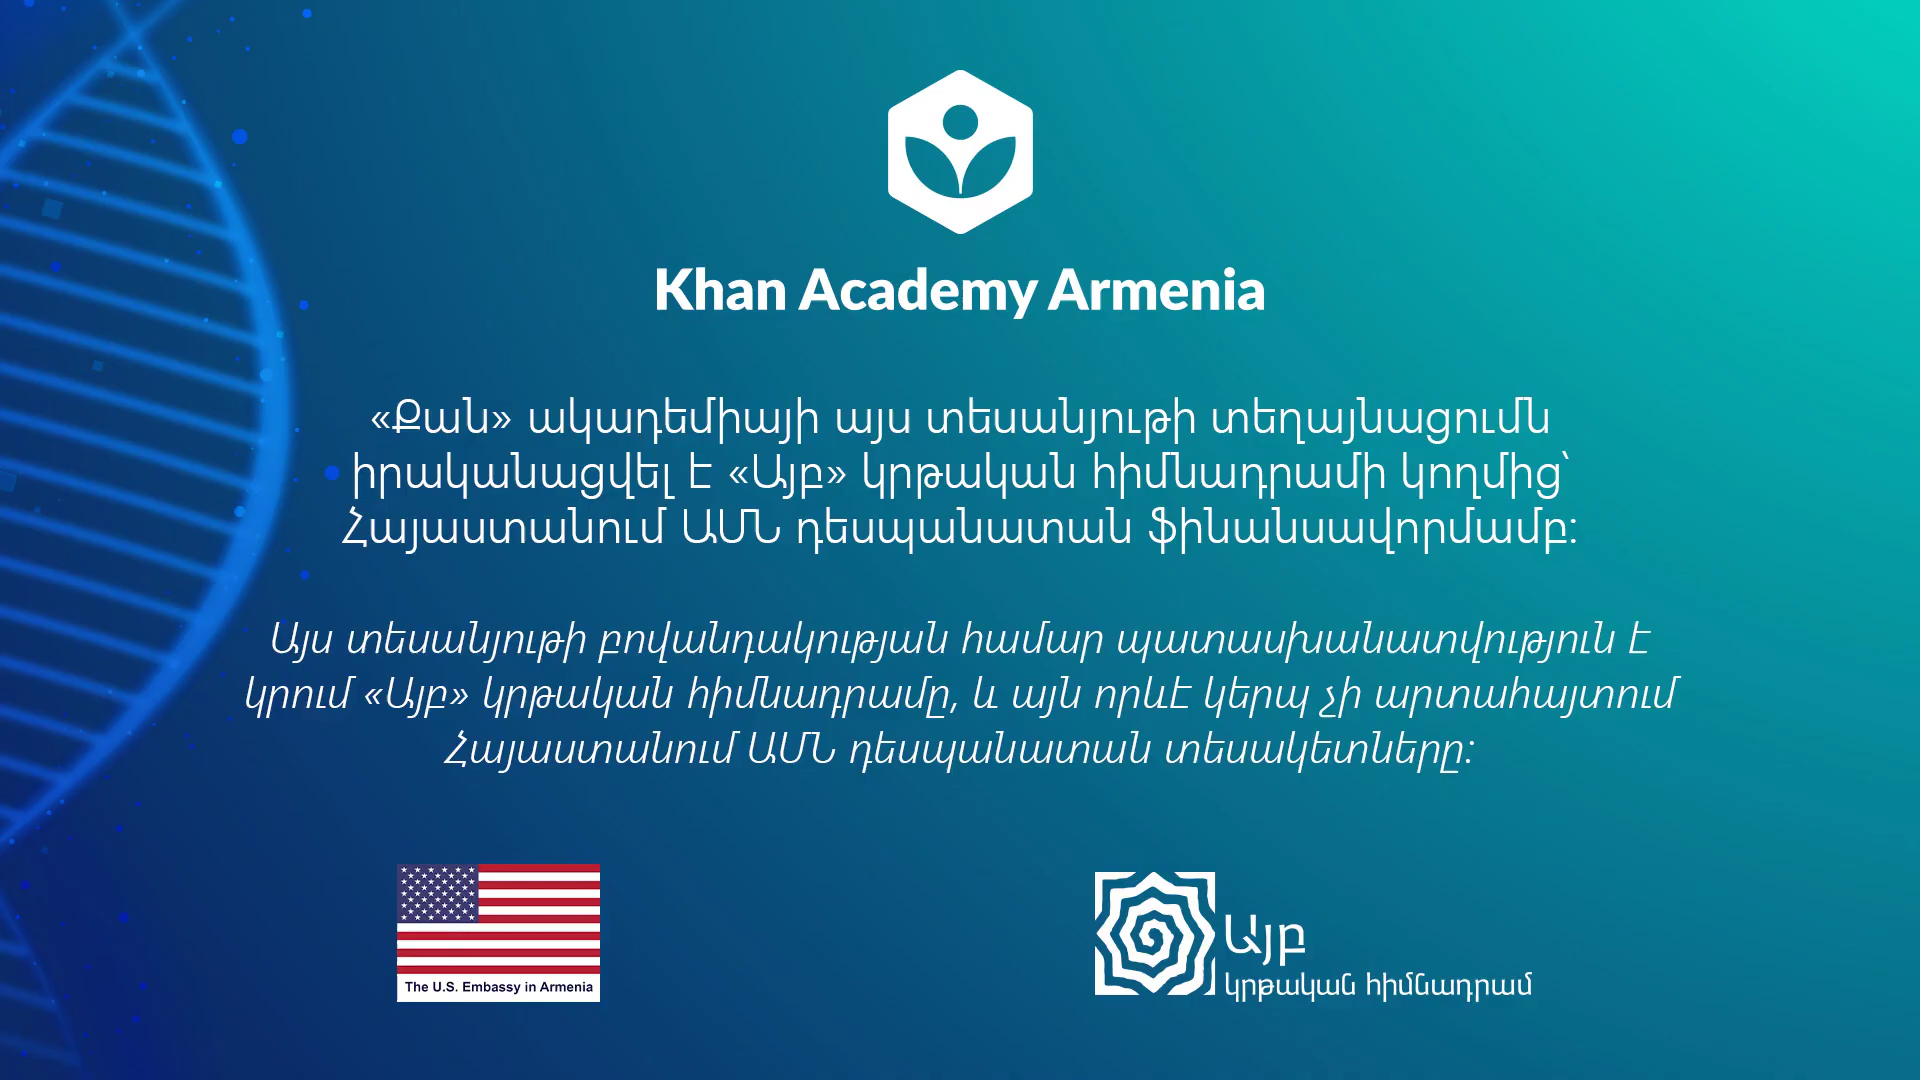 Khan Academy Armenia
«Քան» ակադեմիայի այս տեսանյութի տեղայնացումն
իրականացվել է «Այբ» կրթական հիմնադրամի կողմից՝
Հայաստանում ԱՄՆ դեսպանատան ֆինանսավորմամբ:
Այս տեսանյութի բովանդակության համար պատասխանատվություն է
կրում «Այբ» կրթական հիմնադրամը, և այն որևէ կերպ չի արտահայտում
Հայաստանում ԱՄՆ դեսպանատան տեսակետները:
The U.S. Embassy in Armenia
Այբ
կրթական հիմնադրամ